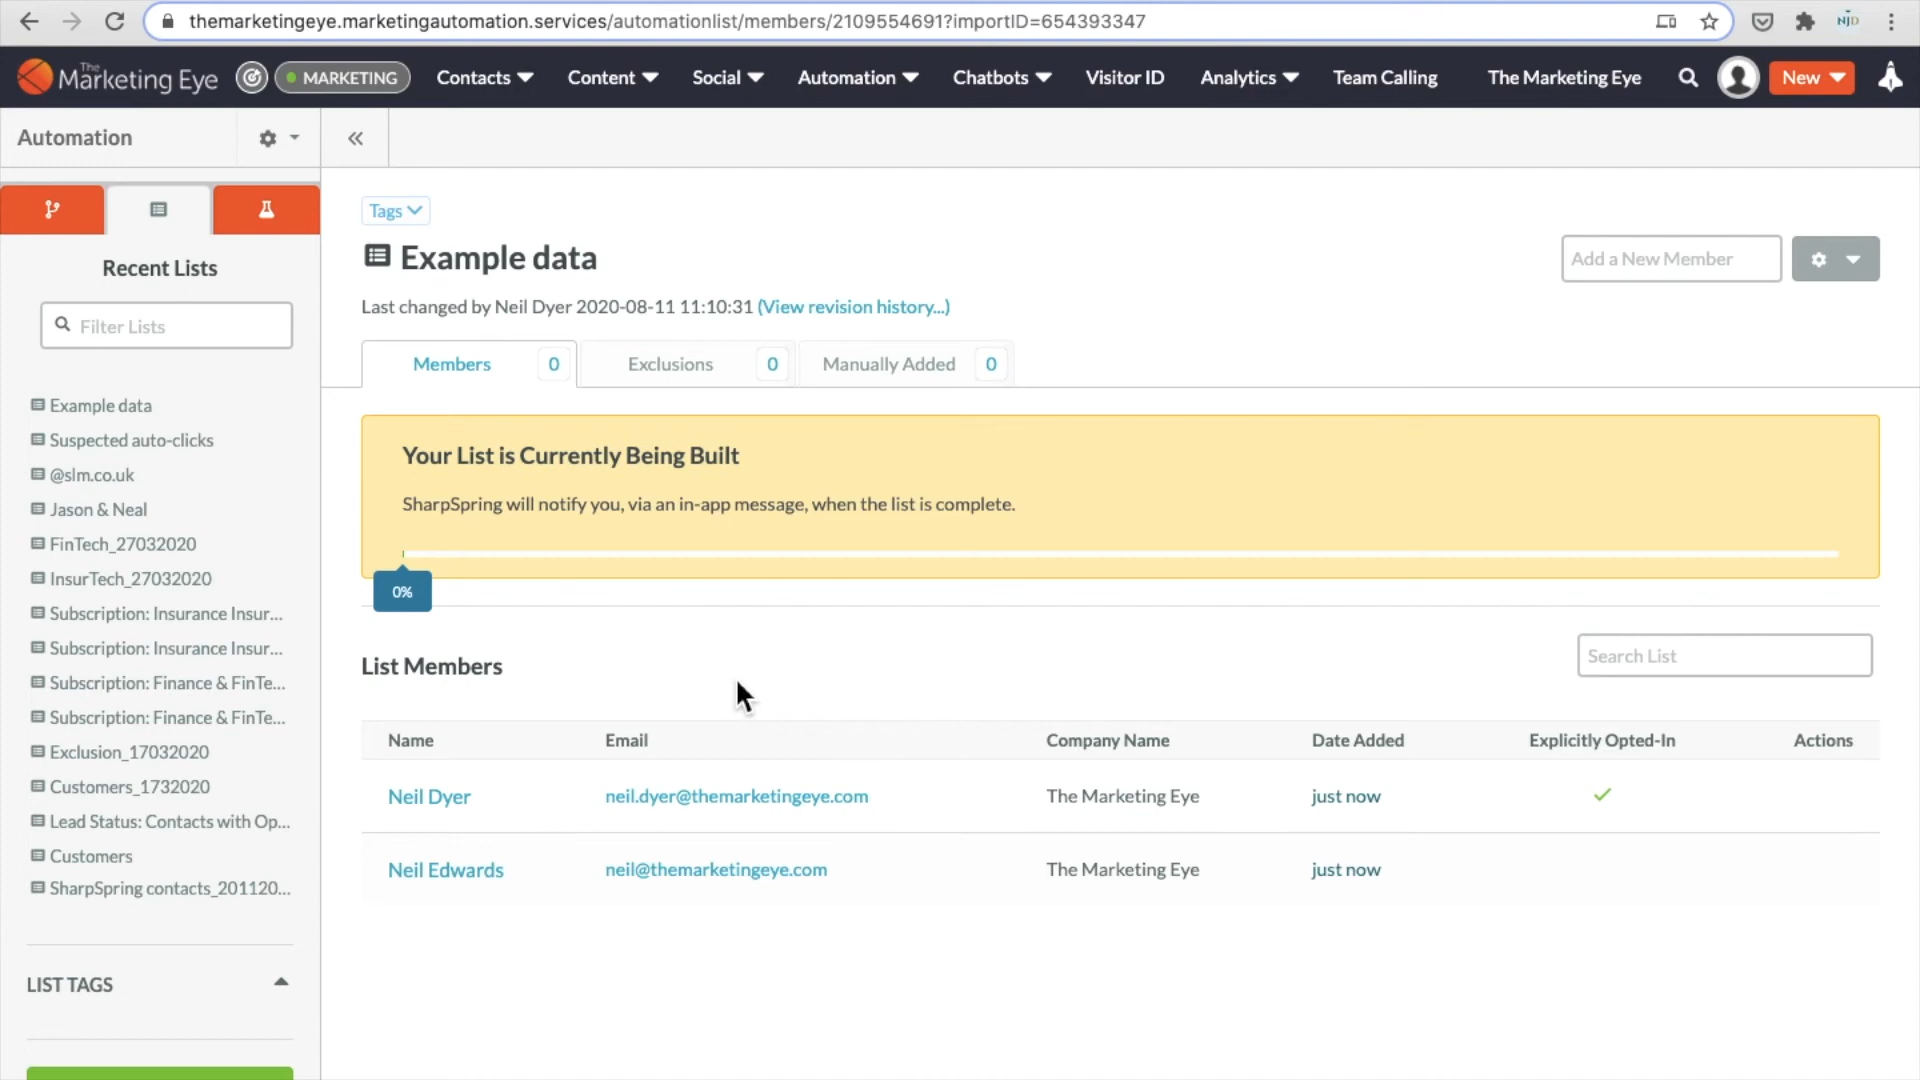 themarketingeye.marketingautomation.services/automationlist/members/2109554691?importID=654393347
NJD
The Marketing Eye
MARKETING
Contacts
Content
Social
Automation
Chatbots
Visitor ID
Analytics
Team Calling
The Marketing Eye
New
Automation
Recent Lists
Filter Lists
Example data
Suspected auto-clicks
@slm.co.uk
Jason & Neal
FinTech_27032020
InsurTech_27032020
Subscription: Insurance Insur...
Subscription: Insurance Insur...
Subscription: Finance & FinTe...
Subscription: Finance & FinTe...
Exclusion_17032020
Customers_1732020
Lead Status: Contacts with Op...
Customers
SharpSpring contacts_201120...
LIST TAGS
Tags
Example data
Add a New Member
Last changed by Neil Dyer 2020-08-11 11:10:31 (View revision history...)
Members 0
Exclusions 0
Manually Added 0
Your List is Currently Being Built
SharpSpring will notify you, via an in-app message, when the list is complete.
0%
List Members
Search List
Name Email Company Name Date Added Explicitly Opted-In Actions
Neil Dyer neil.dyer@themarketingeye.com The Marketing Eye just now
Neil Edwards neil@themarketingeye.com The Marketing Eye just now